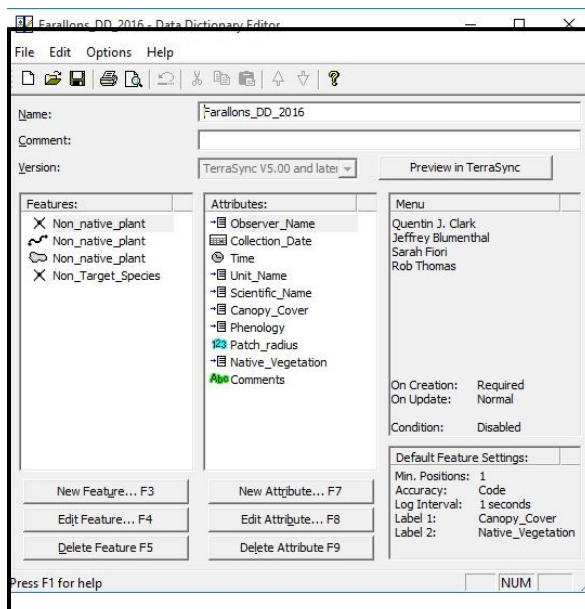 Farallons_DD_2016 - Data Dictionary Editor
File Edit Options Help
Name: Farallons_DD_2016
Comment:
Version: TerraSync V5.00 and later Preview in TerraSync
Features:
Non_native_plant
Non_native_plant
Non_native_plant
Non_Target_Species
New Feature... F3
Edit Feature... F4
Delete Feature F5
Attributes:
Observer_Name
Collection_Date
Time
Unit_Name
Scientific_Name
Canopy_Cover
Phenology
123 Patch_radius
Native_Vegetation
Abc Comments
New Attribute... F7
Edit Attribute... F8
Delete Attribute F9
Menu
Quentin J. Clark
Jeffrey Blumenthal
Sarah Fiori
Rob Thomas
On Creation: Required
On Update: Normal
Condition: Disabled
Default Feature Settings:
Min. Positions: 1
Accuracy: Code
Log Interval: 1 seconds
Label 1: Canopy_Cover
Label 2: Native_Vegetation
Press F1 for help
NUM